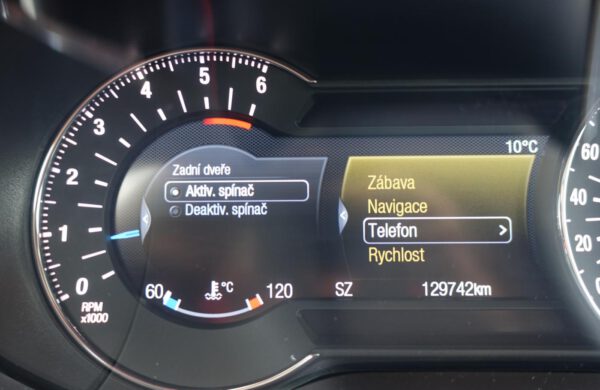 6
5
4
3
2
1
0
RPM
x1000
Zadní dveře
Aktiv. spínač
Deaktiv. spínač
°C
60
120
10°C
Zábava
Navigace
Telefon >
Rychlost
SZ
129742km
60
40
20
0